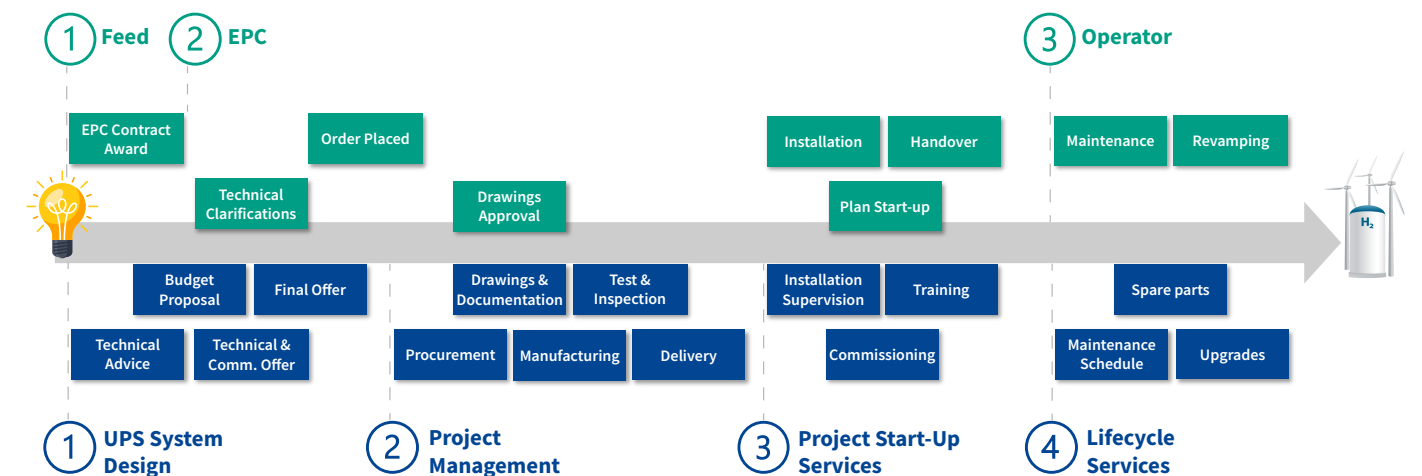 1 Feed
2 EPC
3 Operator
EPC Contract
Award
Order Placed
Installation
Handover
Maintenance
Revamping
Technical
Clarifications
Drawings
Approval
Plan Start-up
H₂
Budget
Proposal
Final Offer
Drawings &
Documentation
Test &
Inspection
Installation
Supervision
Training
Spare parts
Technical
Advice
Technical &
Comm. Offer
Procurement
Manufacturing
Delivery
Commissioning
Maintenance
Schedule
Upgrades
1 UPS System
Design
2 Project
Management
3 Project Start-Up
Services
4 Lifecycle
Services